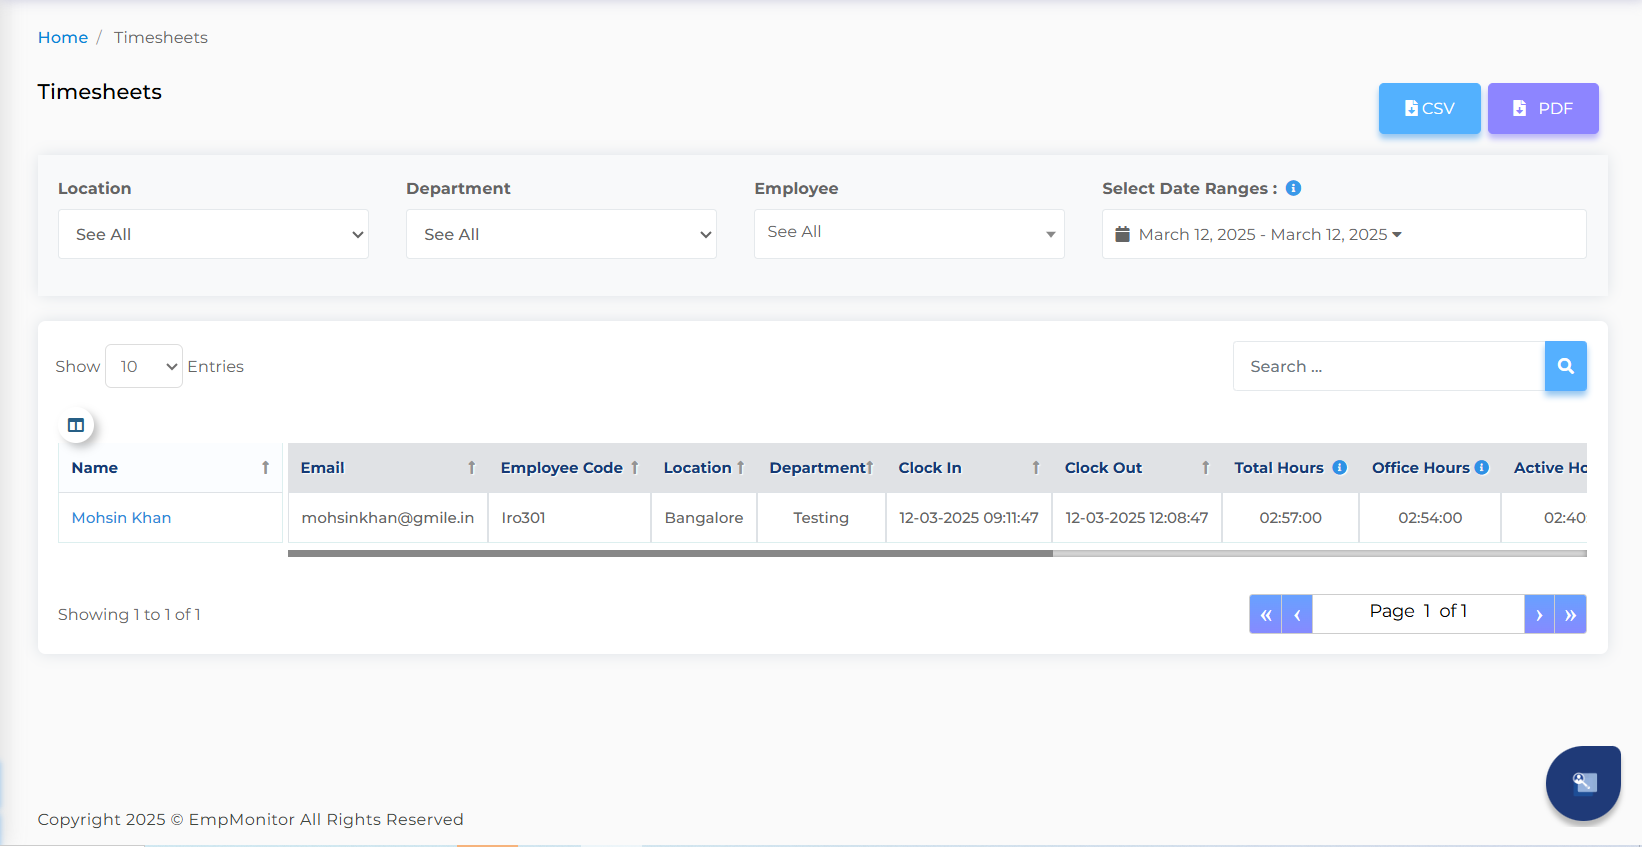 Home / Timesheets
Timesheets
CSV PDF
Location Department Employee Select Date Ranges :
See All See All See All March 12, 2025 - March 12, 2025
Show 10 Entries Search ...
Name Email Employee Code Location Department Clock In Clock Out Total Hours Office Hours Active Ho
Mohsin Khan mohsinkhan@gmile.in Iro301 Bangalore Testing 12-03-2025 09:11:47 12-03-2025 12:08:47 02:57:00 02:54:00 02:40:
Showing 1 to 1 of 1 « ‹ Page 1 of 1 › »
Copyright 2025 © EmpMonitor All Rights Reserved